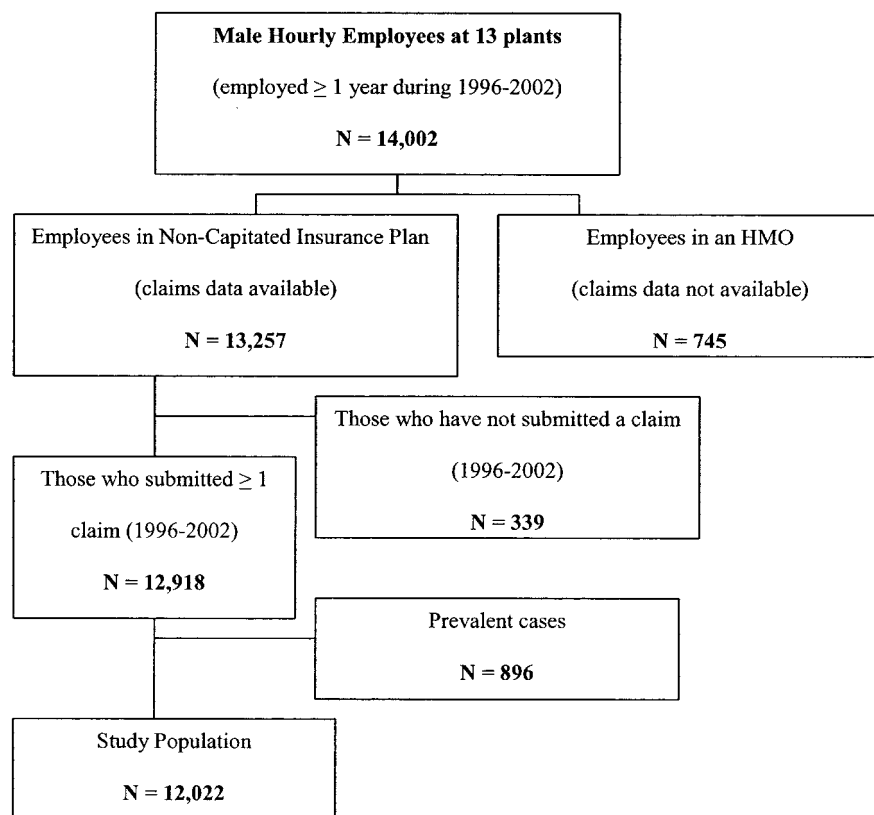 Male Hourly Employees at 13 plants
(employed ≥ 1 year during 1996-2002)
N = 14,002
Employees in Non-Capitated Insurance Plan
(claims data available)
N = 13,257
Employees in an HMO
(claims data not available)
N = 745
Those who have not submitted a claim
(1996-2002)
N = 339
Those who submitted ≥ 1
claim (1996-2002)
N = 12,918
Prevalent cases
N = 896
Study Population
N = 12,022